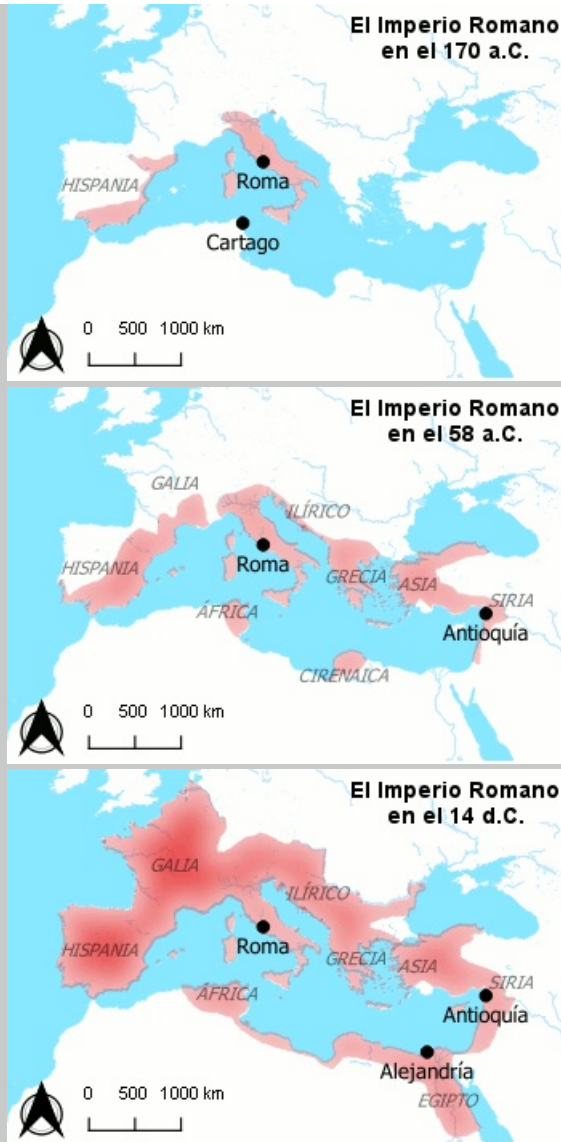 El Imperio Romano
en el 170 a.C.
HISPANIA
Roma
Cartago
0 500 1000 km
El Imperio Romano
en el 58 a.C.
GALIA
ILÍRICO
HISPANIA
Roma
GRECIA
ASIA
SIRIA
ÁFRICA
Antioquía
CIRENAICA
0 500 1000 km
El Imperio Romano
en el 14 d.C.
GALIA
ILÍRICO
HISPANIA
Roma
GRECIA
ASIA
SIRIA
ÁFRICA
Antioquía
Alejandría
EGIPTO
0 500 1000 km